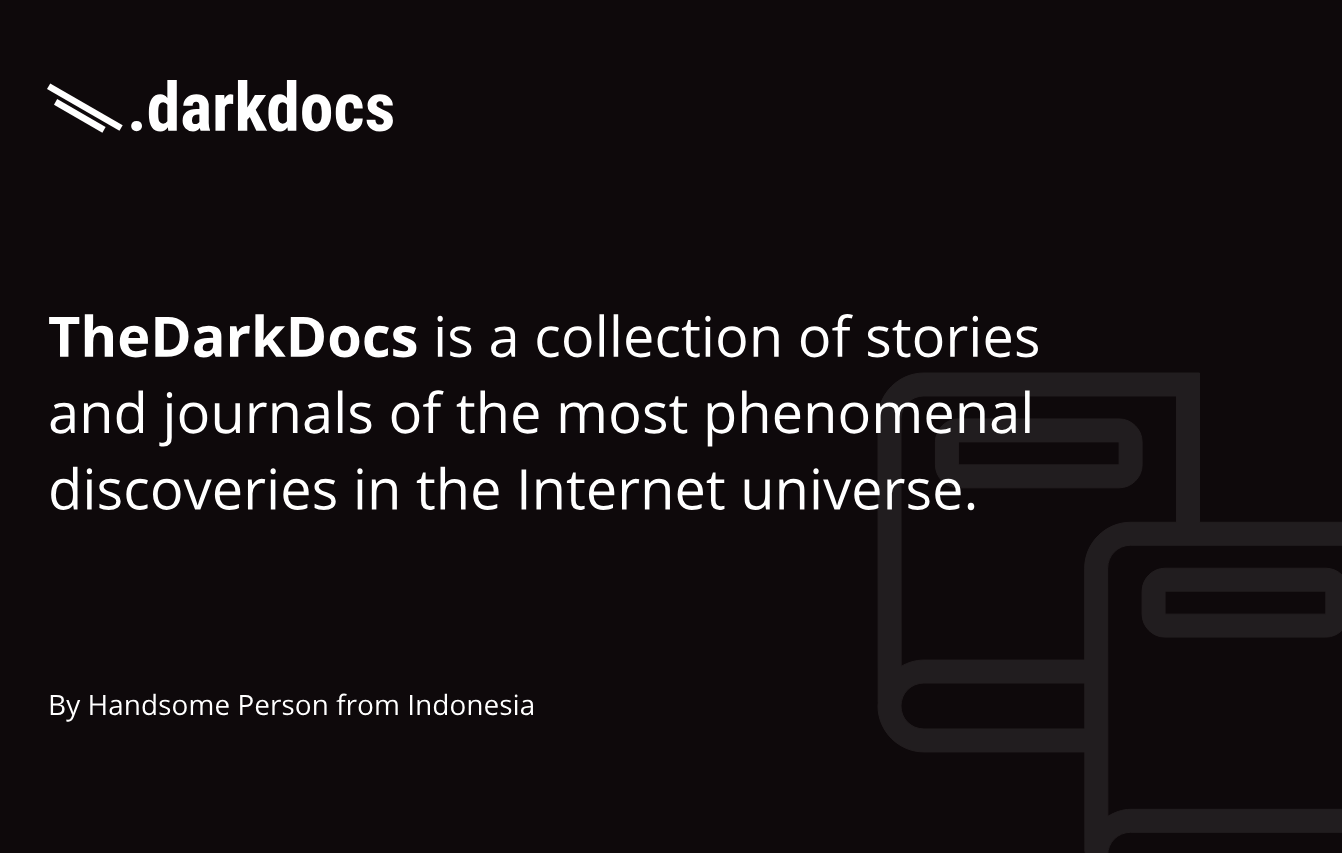 .darkdocs
TheDarkDocs is a collection of stories
and journals of the most phenomenal
discoveries in the Internet universe.
By Handsome Person from Indonesia